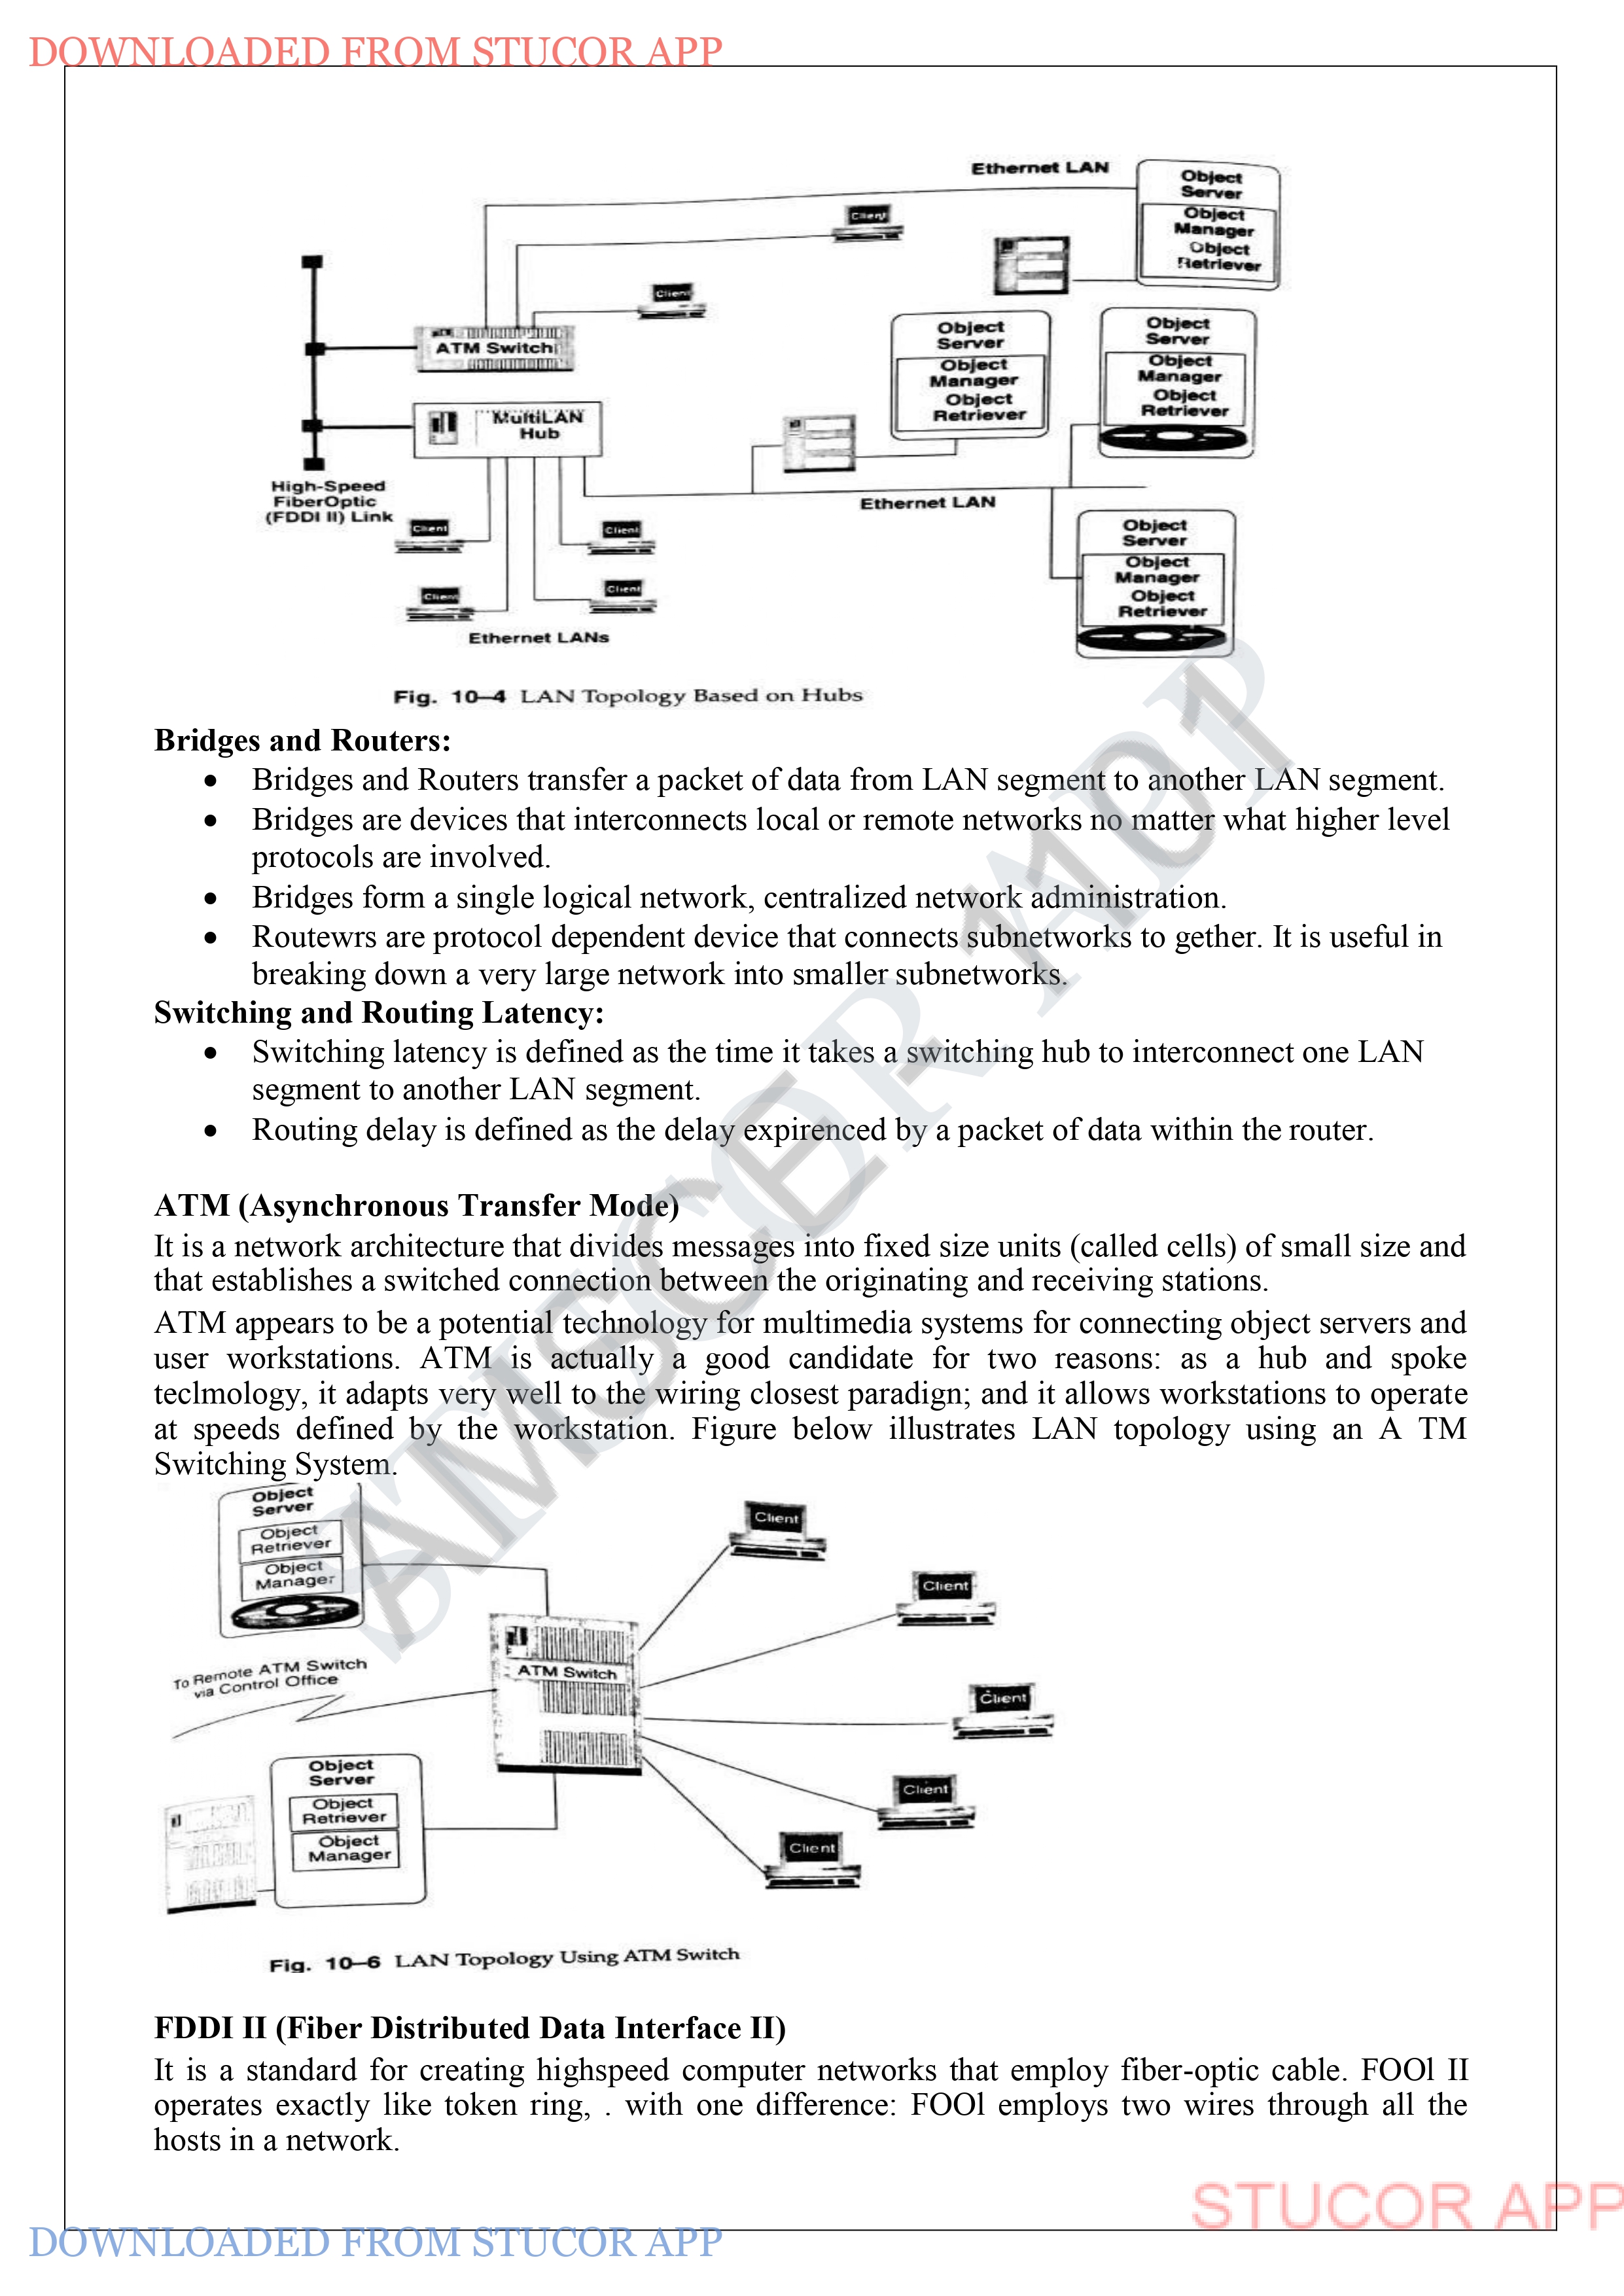 DOWNLOADED FROM STUCOR APP
Ethernet LAN
Object
Server
Object
Manager
Object
Retriever
Client
Client
ATM Switch
MultiLAN
Hub
Object
Server
Object
Manager
Object
Retriever
Object
Server
Object
Manager
Object
Retriever
High-Speed
FiberOptic
(FDDI II) Link
Ethernet LAN
Client
Client
Client
Client
Object
Server
Object
Manager
Object
Retriever
Ethernet LANs
Fig. 10–4 LAN Topology Based on Hubs
Bridges and Routers:
• Bridges and Routers transfer a packet of data from LAN segment to another LAN segment.
• Bridges are devices that interconnects local or remote networks no matter what higher level
protocols are involved.
• Bridges form a single logical network, centralized network administration.
• Routewrs are protocol dependent device that connects subnetworks to gether. It is useful in
breaking down a very large network into smaller subnetworks.
Switching and Routing Latency:
• Switching latency is defined as the time it takes a switching hub to interconnect one LAN
segment to another LAN segment.
• Routing delay is defined as the delay expirenced by a packet of data within the router.
ATM (Asynchronous Transfer Mode)
It is a network architecture that divides messages into fixed size units (called cells) of small size and
that establishes a switched connection between the originating and receiving stations.
ATM appears to be a potential technology for multimedia systems for connecting object servers and
user workstations. ATM is actually a good candidate for two reasons: as a hub and spoke
teclmology, it adapts very well to the wiring closest paradign; and it allows workstations to operate
at speeds defined by the workstation. Figure below illustrates LAN topology using an A TM
Switching System.
Object
Server
Object
Retriever
Object
Manager
Client
Client
To Remote ATM Switch
via Control Office
ATM Switch
Client
Object
Server
Object
Retriever
Object
Manager
Client
Client
Fig. 10–6 LAN Topology Using ATM Switch
FDDI II (Fiber Distributed Data Interface II)
It is a standard for creating highspeed computer networks that employ fiber-optic cable. FOOl II
operates exactly like token ring, . with one difference: FOOl employs two wires through all the
hosts in a network.
AMSCE 1101
STUCOR APP
STUCOR APP
DOWNLOADED FROM STUCOR APP